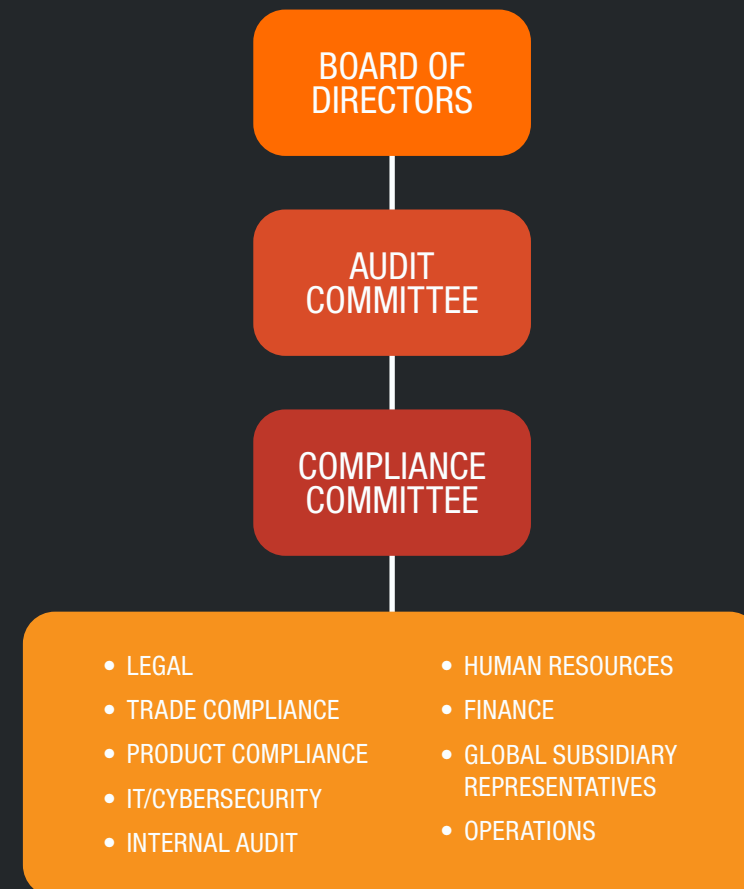 BOARD OF
DIRECTORS
AUDIT
COMMITTEE
COMPLIANCE
COMMITTEE
• LEGAL
• TRADE COMPLIANCE
• PRODUCT COMPLIANCE
• IT/CYBERSECURITY
• INTERNAL AUDIT
• HUMAN RESOURCES
• FINANCE
• GLOBAL SUBSIDIARY
REPRESENTATIVES
• OPERATIONS